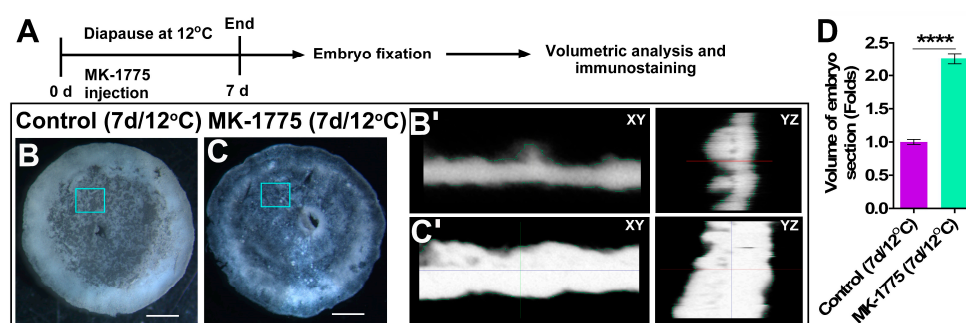 A
Diapause at 12°C
End
MK-1775
injection
0 d
7 d
Embryo fixation
Volumetric analysis and
immunostaining
Control (7d/12°C) MK-1775 (7d/12°C)
B
C
B'
XY
YZ
C'
XY
YZ
D
****
Volume of embryo
section (Folds)
2.5
2.0
1.5
1.0
0.5
0.0
Control (7d/12°C)
MK-1775 (7d/12°C)